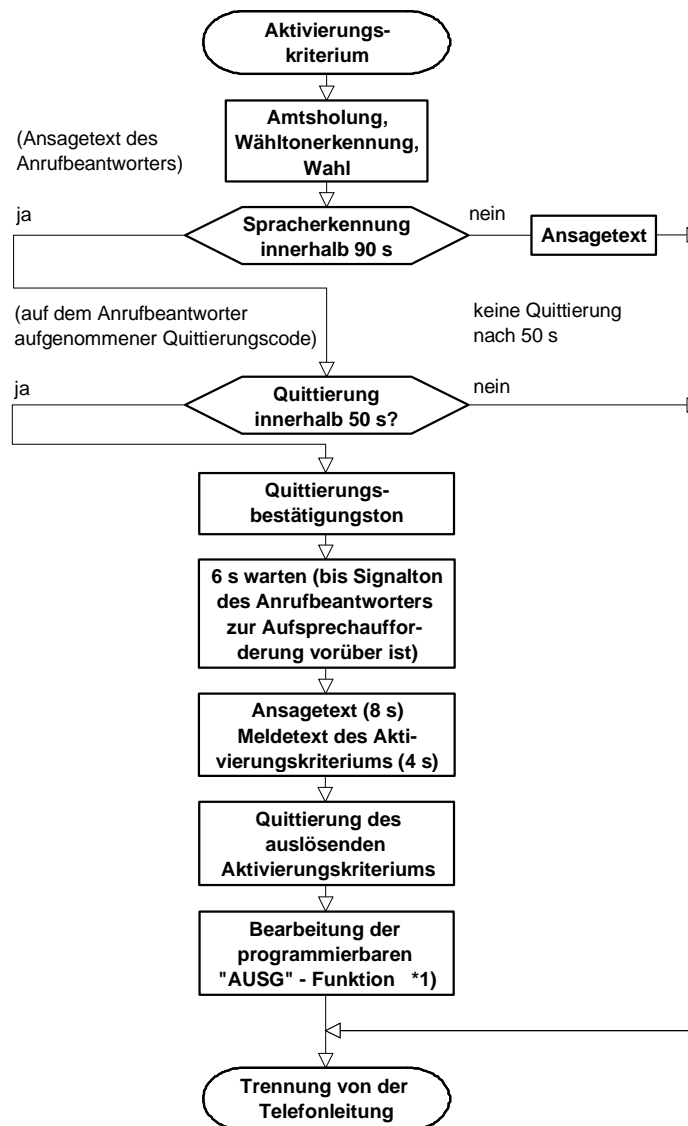 Aktivierungs-
kriterium
Amtsholung,
Wähltonerkennung,
Wahl
(Ansagetext des
Anrufbeantworters)
ja
Spracherkennung
innerhalb 90 s
nein
Ansagetext
(auf dem Anrufbeantworter
aufgenommener Quittierungscode)
keine Quittierung
nach 50 s
ja
Quittierung
innerhalb 50 s?
nein
Quittierungs-
bestätigungston
6 s warten (bis Signalton
des Anrufbeantworters
zur Aufsprechauffor-
derung vorüber ist)
Ansagetext (8 s)
Meldetext des Akti-
vierungskriteriums (4 s)
Quittierung des
auslösenden
Aktivierungskriteriums
Bearbeitung der
programmierbaren
"AUSG" - Funktion *1)
Trennung von der
Telefonleitung